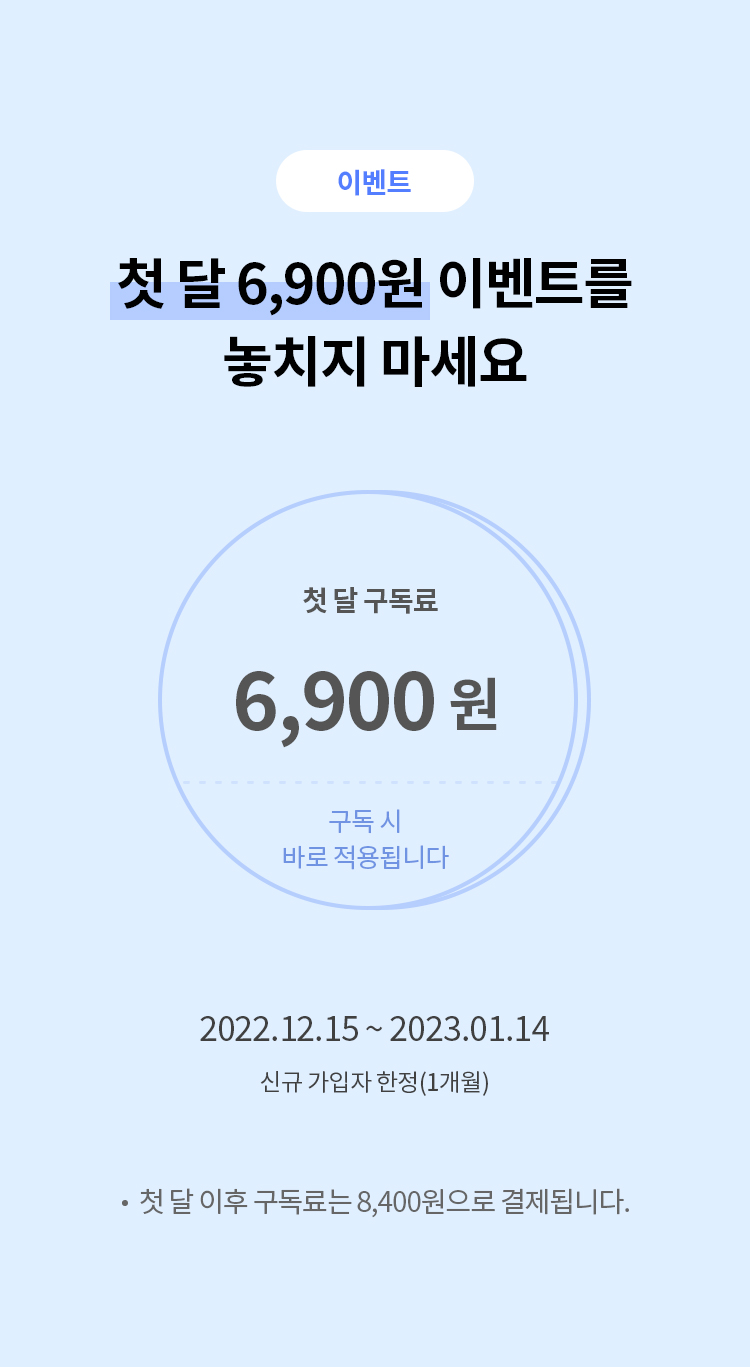 이벤트
첫 달 6,900원 이벤트를
놓치지 마세요
첫 달 구독료
6,900 원
구독 시
바로 적용됩니다
2022.12.15 ~ 2023.01.14
신규 가입자 한정(1개월)
• 첫 달 이후 구독료는 8,400원으로 결제됩니다.